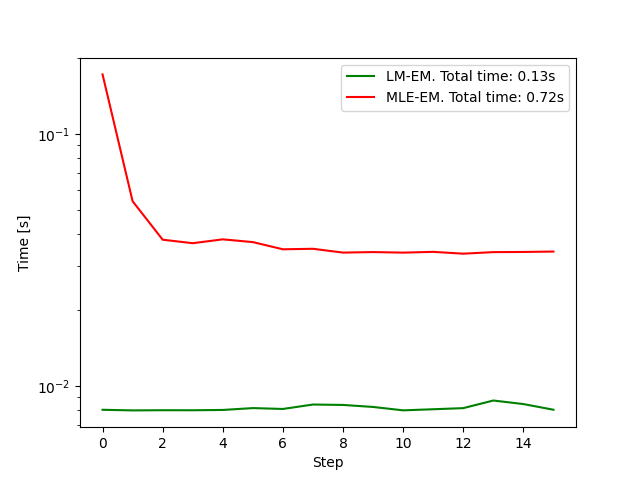 LM-EM. Total time: 0.13s
MLE-EM. Total time: 0.72s
10⁻¹
10⁻²
Time [s]
0 2 4 6 8 10 12 14
Step